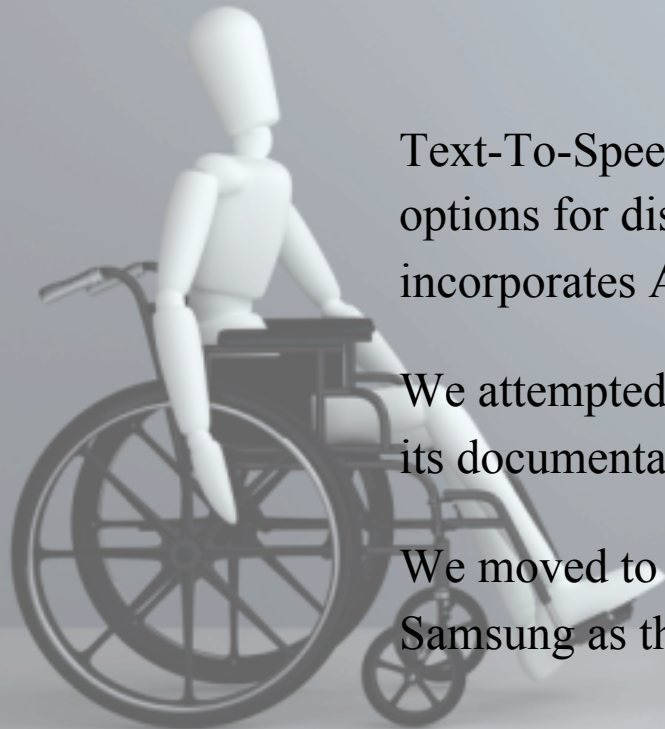 Text-To-Spee
options for dis
incorporates A
We attempted
its documenta
We moved to
Samsung as th